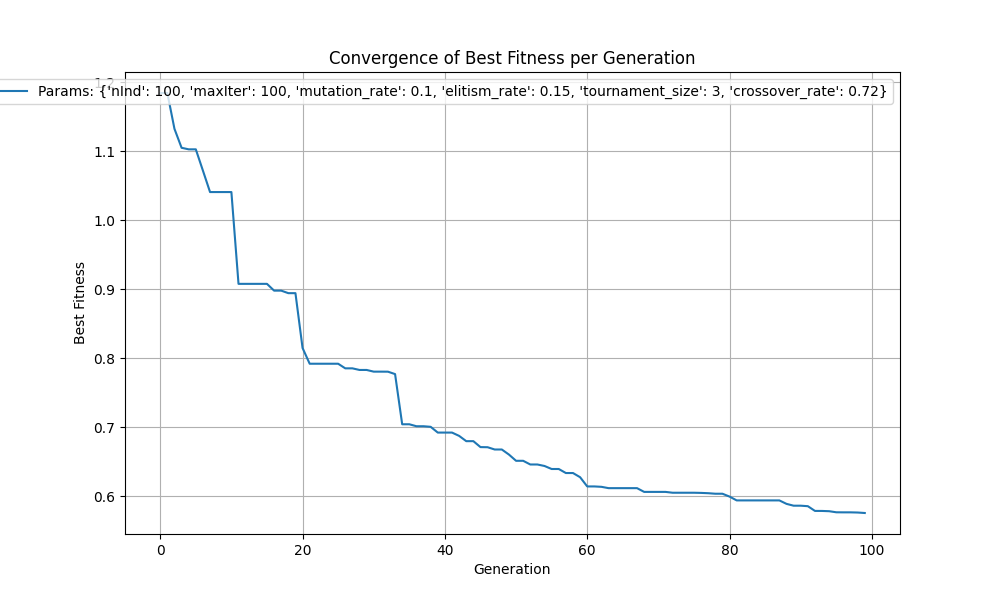 Convergence of Best Fitness per Generation
Params: {'nInd': 100, 'maxIter': 100, 'mutation_rate': 0.1, 'elitism_rate': 0.15, 'tournament_size': 3, 'crossover_rate': 0.72}
1.2
1.1
1.0
0.9
0.8
0.7
0.6
Best Fitness
0 20 40 60 80 100
Generation